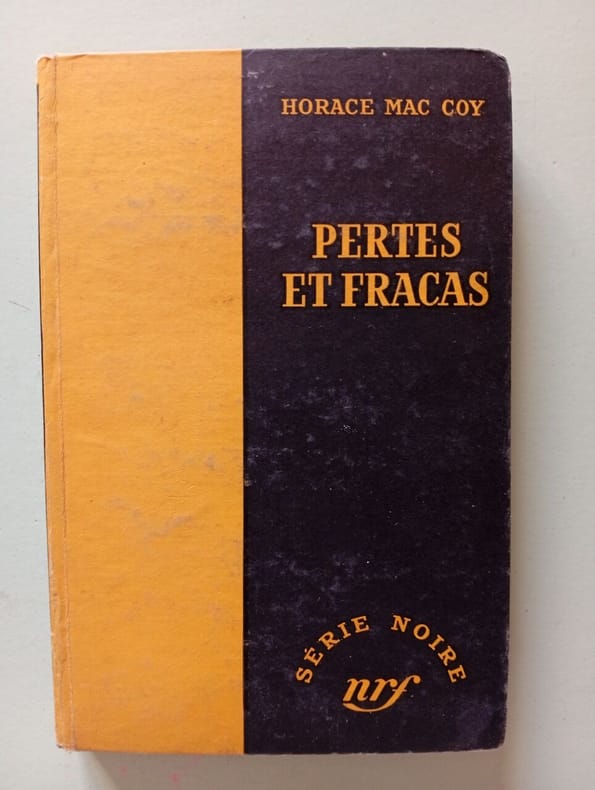 HORACE MAC COY
PERTES
ET FRACAS
SÉRIE NOIRE
nrf